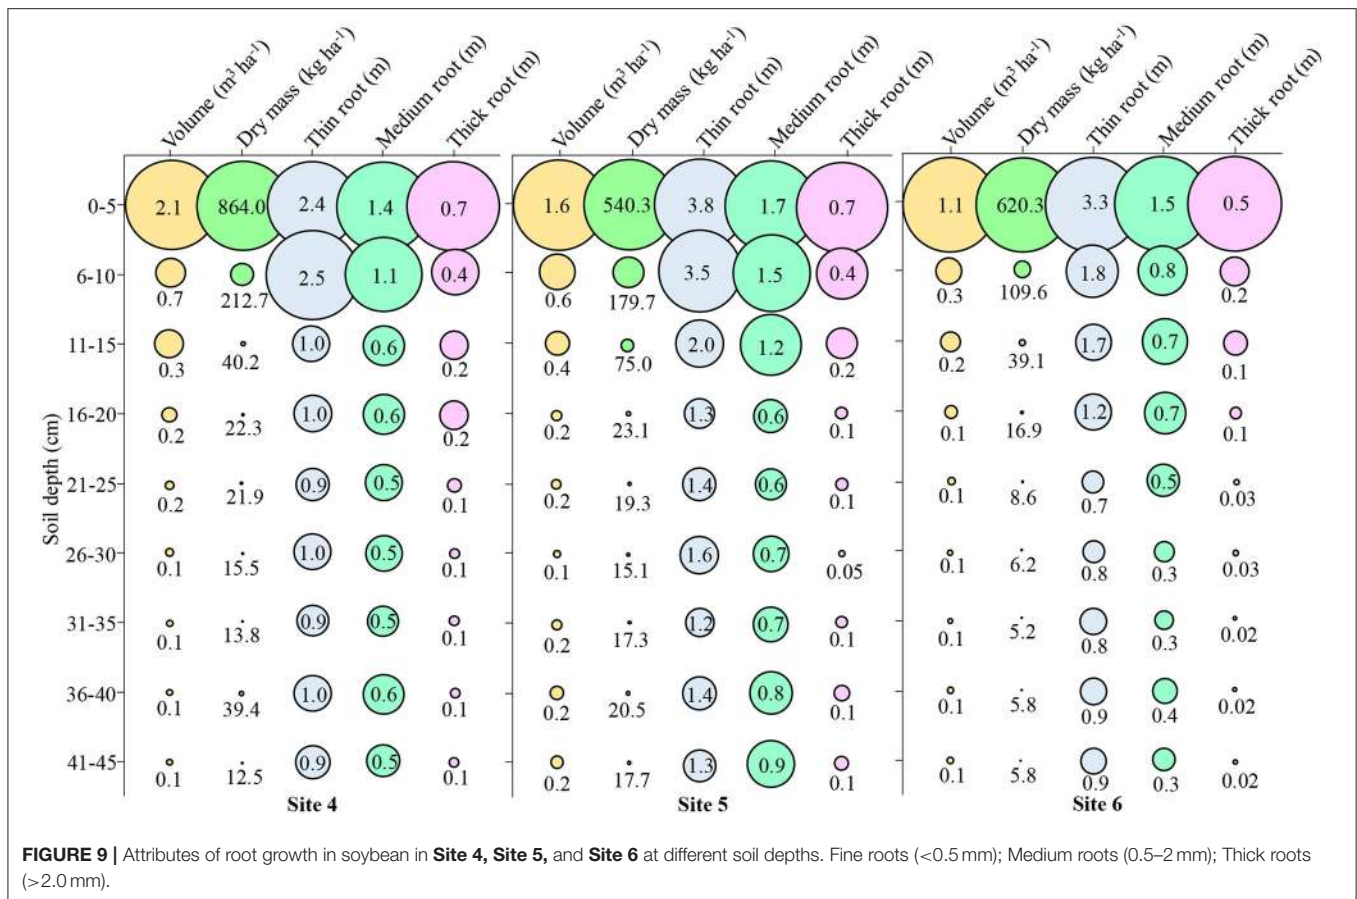 Volume (m³ ha⁻¹) Dry mass (kg ha⁻¹) Thin root (m) Medium root (m) Thick root (m) Volume (m³ ha⁻¹) Dry mass (kg ha⁻¹) Thin root (m) Medium root (m) Thick root (m) Volume (m³ ha⁻¹) Dry mass (kg ha⁻¹) Thin root (m) Medium root (m) Thick root (m)
Soil depth (cm)
0-5 2.1 864.0 2.4 1.4 0.7 1.6 540.3 3.8 1.7 0.7 1.1 620.3 3.3 1.5 0.5
6-10 0.7 212.7 2.5 1.1 0.4 0.6 179.7 3.5 1.5 0.4 0.3 109.6 1.8 0.8 0.2
11-15 0.3 40.2 1.0 0.6 0.2 0.4 75.0 2.0 1.2 0.2 0.2 39.1 1.7 0.7 0.1
16-20 0.2 22.3 1.0 0.6 0.2 0.2 23.1 1.3 0.6 0.1 0.1 16.9 1.2 0.7 0.1
21-25 0.2 21.9 0.9 0.5 0.1 0.2 19.3 1.4 0.6 0.1 0.1 8.6 0.7 0.5 0.03
26-30 0.1 15.5 1.0 0.5 0.1 0.1 15.1 1.6 0.7 0.05 0.1 6.2 0.8 0.3 0.03
31-35 0.1 13.8 0.9 0.5 0.1 0.2 17.3 1.2 0.7 0.1 0.1 5.2 0.8 0.3 0.02
36-40 0.1 39.4 1.0 0.6 0.1 0.2 20.5 1.4 0.8 0.1 0.1 5.8 0.9 0.4 0.02
41-45 0.1 12.5 0.9 0.5 0.1 0.2 17.7 1.3 0.9 0.1 0.1 5.8 0.9 0.3 0.02
Site 4 Site 5 Site 6
FIGURE 9 | Attributes of root growth in soybean in Site 4, Site 5, and Site 6 at different soil depths. Fine roots (<0.5 mm); Medium roots (0.5–2 mm); Thick roots
(>2.0 mm).